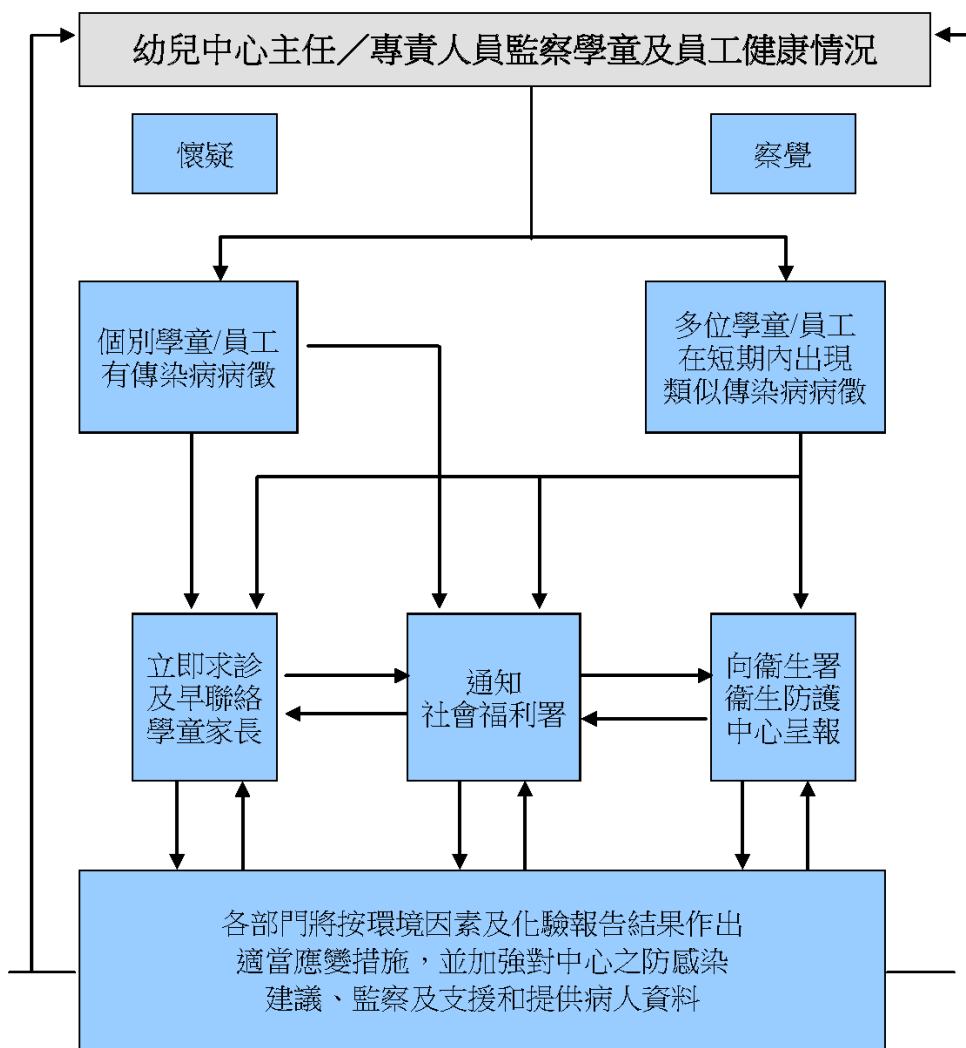 幼兒中心主任／專責人員監察學童及員工健康情況
懷疑
察覺
個別學童/員工
有傳染病病徵
多位學童/員工
在短期內出現
類似傳染病病徵
立即求診
及早聯絡
學童家長
通知
社會福利署
向衞生署
衞生防護
中心呈報
各部門將按環境因素及化驗報告結果作出
適當應變措施，並加強對中心之防感染
建議、監察及支援和提供病人資料